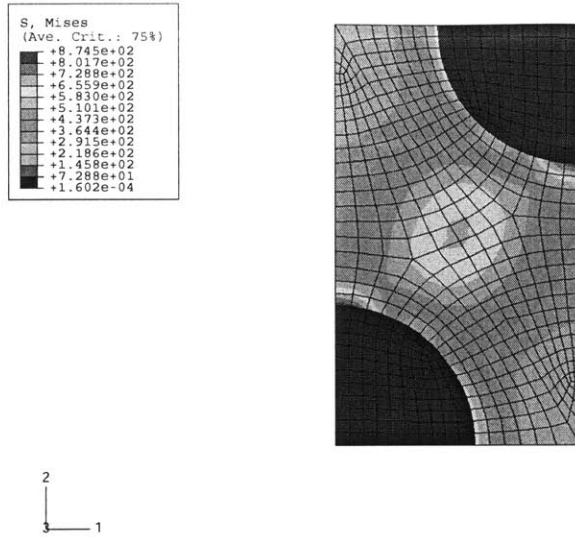 S, Mises
(Ave. Crit.: 75%)
+8.745e+02
+8.017e+02
+7.288e+02
+6.559e+02
+5.830e+02
+5.101e+02
+4.373e+02
+3.644e+02
+2.915e+02
+2.186e+02
+1.458e+02
+7.288e+01
+1.602e-04
2
3 1